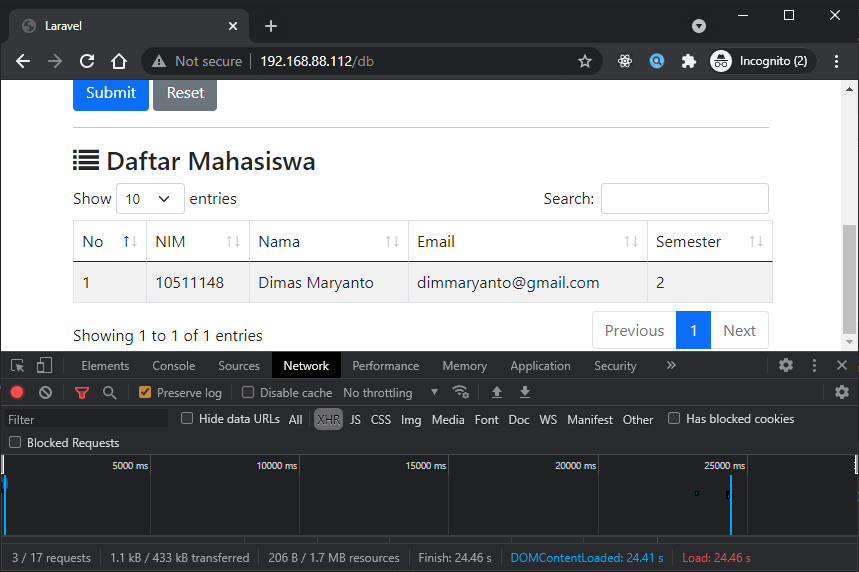 Laravel
Not secure 192.168.88.112/db Incognito (2)
Submit Reset
Daftar Mahasiswa
Show 10 entries Search:
No NIM Nama Email Semester
1 10511148 Dimas Maryanto dimmaryanto@gmail.com 2
Showing 1 to 1 of 1 entries Previous 1 Next
Elements Console Sources Network Performance Memory Application Security
Preserve log Disable cache No throttling
Filter Hide data URLs All XHR JS CSS Img Media Font Doc WS Manifest Other Has blocked cookies
Blocked Requests
5000 ms 10000 ms 15000 ms 20000 ms 25000 ms
3 / 17 requests 1.1 kB / 433 kB transferred 206 B / 1.7 MB resources Finish: 24.46 s DOMContentLoaded: 24.41 s Load: 24.46 s